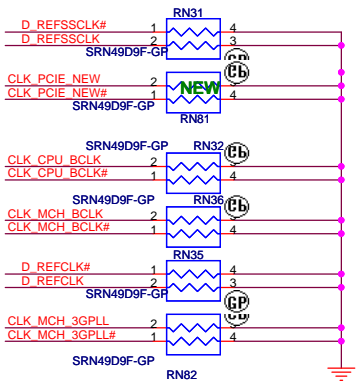 RN31
D_REFSSCLK# 1 4
D_REFSSCLK 2 3
SRN49D9F-GP
CLK_PCIE_NEW 2 3
NEW
CLK_PCIE_NEW# 1 4
RN81
SRN49D9F-GP RN32
CLK_CPU_BCLK 2 3
CLK_CPU_BCLK# 1 4
SRN49D9F-GP RN36
CLK_MCH_BCLK 2 3
CLK_MCH_BCLK# 1 4
RN35
D_REFCLK# 1 4
D_REFCLK 2 3
SRN49D9F-GP
GP
CLK_MCH_3GPLL 2 3
CLK_MCH_3GPLL# 1 4
SRN49D9F-GP
RN82